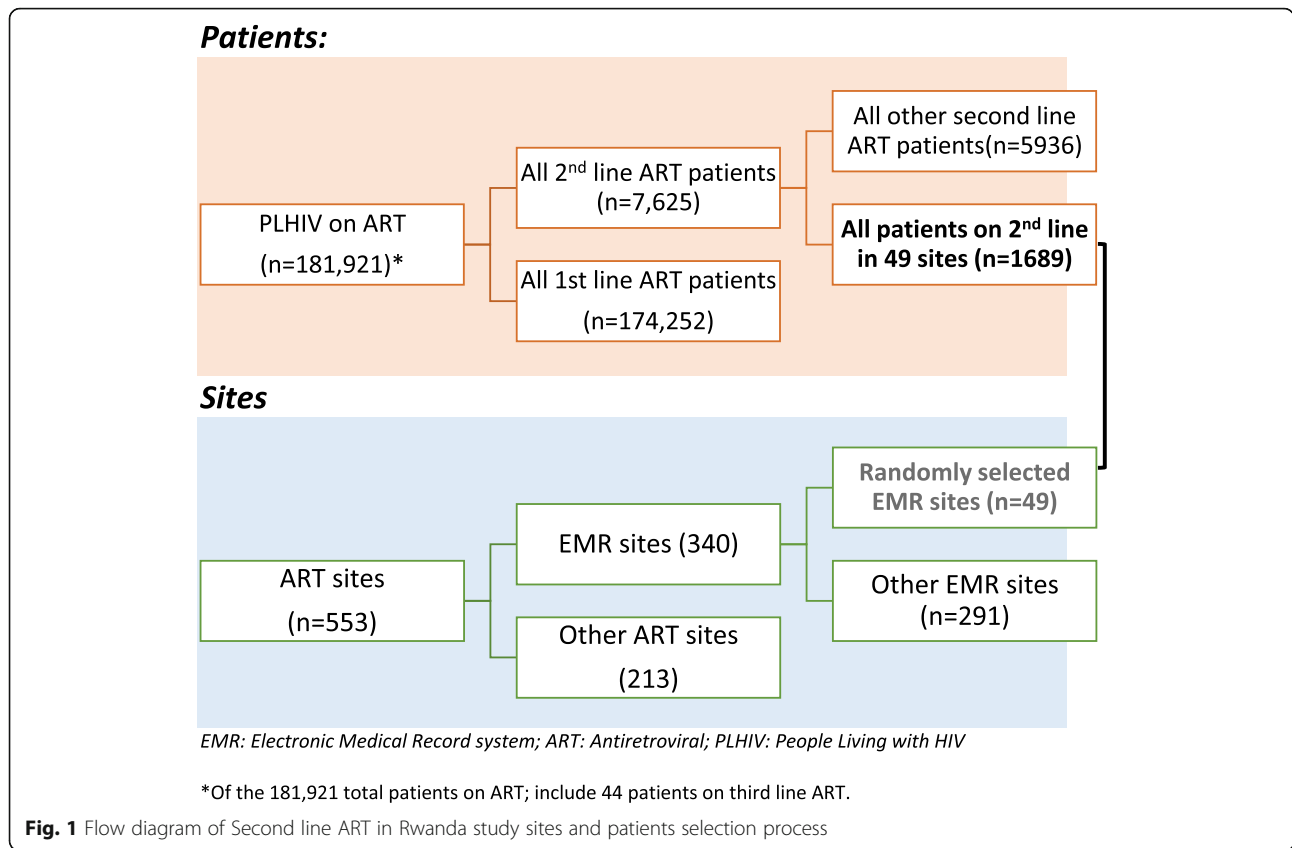 Patients:
PLHIV on ART
(n=181,921)*
All 2nd line ART patients
(n=7,625)
All 1st line ART patients
(n=174,252)
All other second line
ART patients(n=5936)
All patients on 2nd line
in 49 sites (n=1689)
Sites
ART sites
(n=553)
EMR sites (340)
Other ART sites
(213)
Randomly selected
EMR sites (n=49)
Other EMR sites
(n=291)
EMR: Electronic Medical Record system; ART: Antiretroviral; PLHIV: People Living with HIV
*Of the 181,921 total patients on ART; include 44 patients on third line ART.
Fig. 1 Flow diagram of Second line ART in Rwanda study sites and patients selection process